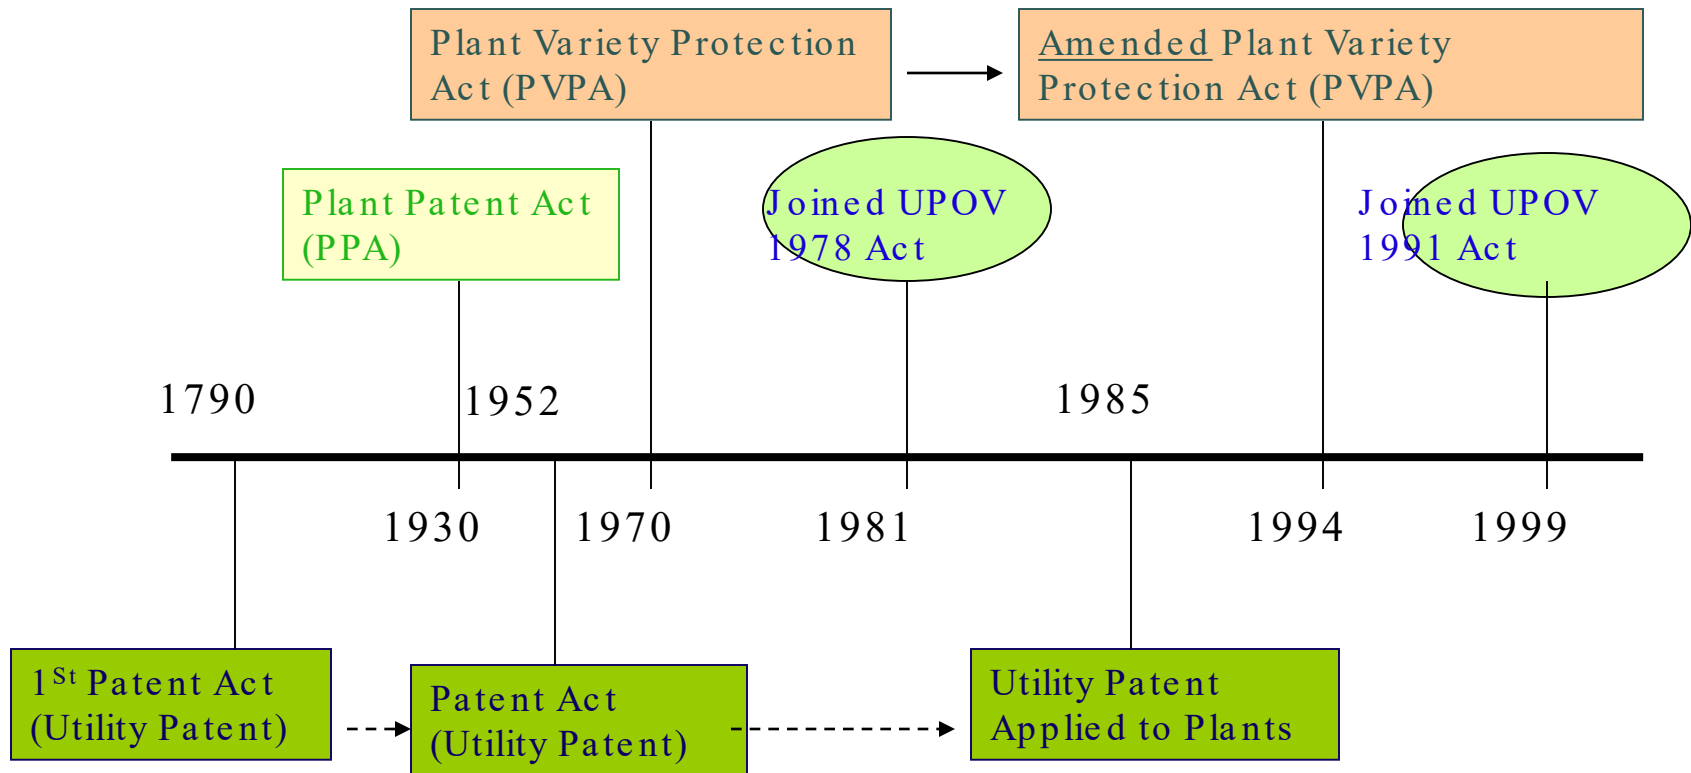 Plant Variety Protection
Act (PVPA)
Amended Plant Variety
Protection Act (PVPA)
Plant Patent Act
(PPA)
Joined UPOV
1978 Act
Joined UPOV
1991 Act
1790
1952
1985
1930
1970
1981
1994
1999
1St Patent Act
(Utility Patent)
Patent Act
(Utility Patent)
Utility Patent
Applied to Plants